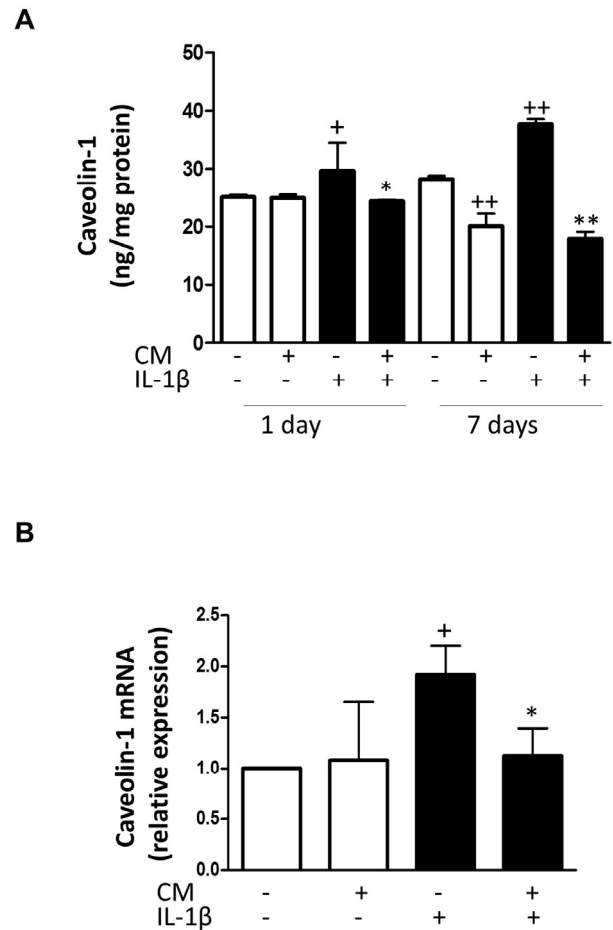 A
Caveolin-1
(ng/mg protein)
50
40
30
20
10
0
+
*
++
++
**
CM - + - + - + - +
IL-1β - - + + - - + +
1 day 7 days
B
Caveolin-1 mRNA
(relative expression)
2.5
2.0
1.5
1.0
0.5
0.0
+
*
CM - + - +
IL-1β - - + +